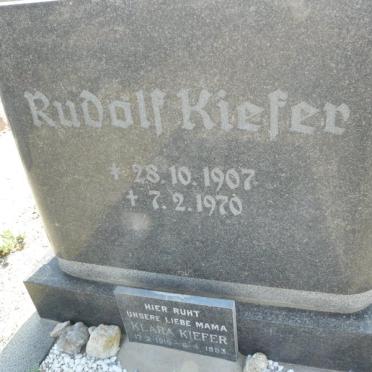 Rudolf Kiefer
+ 28.10.1907
+ 7.2.1970
HIER RUHT
UNSERE LIEBE MAMA
KLARA KIEFER